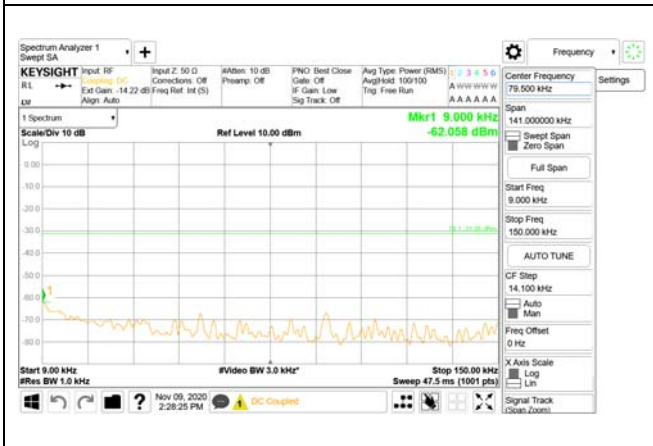 Spectrum Analyzer 1
Swept SA
Frequency
KEYSIGHT
Input: RF
Coupling: DC
Ext Gain: -14.22 dB
Align: Auto
Input Z: 50 Ω
Corrections: Off
Freq Ref: Int (S)
#Atten: 10 dB
Preamp: Off
PNO: Best Close
Gate: Off
IF Gain: Low
Sig Track: Off
Avg Type: Power (RMS)
Avg|Hold: 100/100
Trig: Free Run
1 2 3 4 5 6
A W W W W W
A A A A A A
RL
Center Frequency
79.500 kHz
Settings
Span
141.000000 kHz
Swept Span
Zero Span
Full Span
Start Freq
9.000 kHz
Stop Freq
150.000 kHz
AUTO TUNE
CF Step
14.100 kHz
Auto
Man
Freq Offset
0 Hz
X Axis Scale
Log
Lin
Signal Track
(Span Zoom)
1 Spectrum
Scale/Div 10 dB
Ref Level 10.00 dBm
Mkr1 9.000 kHz
-62.058 dBm
Log
0.00
-10.0
-20.0
-30.0
-40.0
-50.0
-60.0
-70.0
-80.0
1
Start 9.00 kHz
#Video BW 3.0 kHz*
Stop 150.00 kHz
#Res BW 1.0 kHz
Sweep 47.5 ms (1001 pts)
Nov 09, 2020
2:28:25 PM
DC Coupled